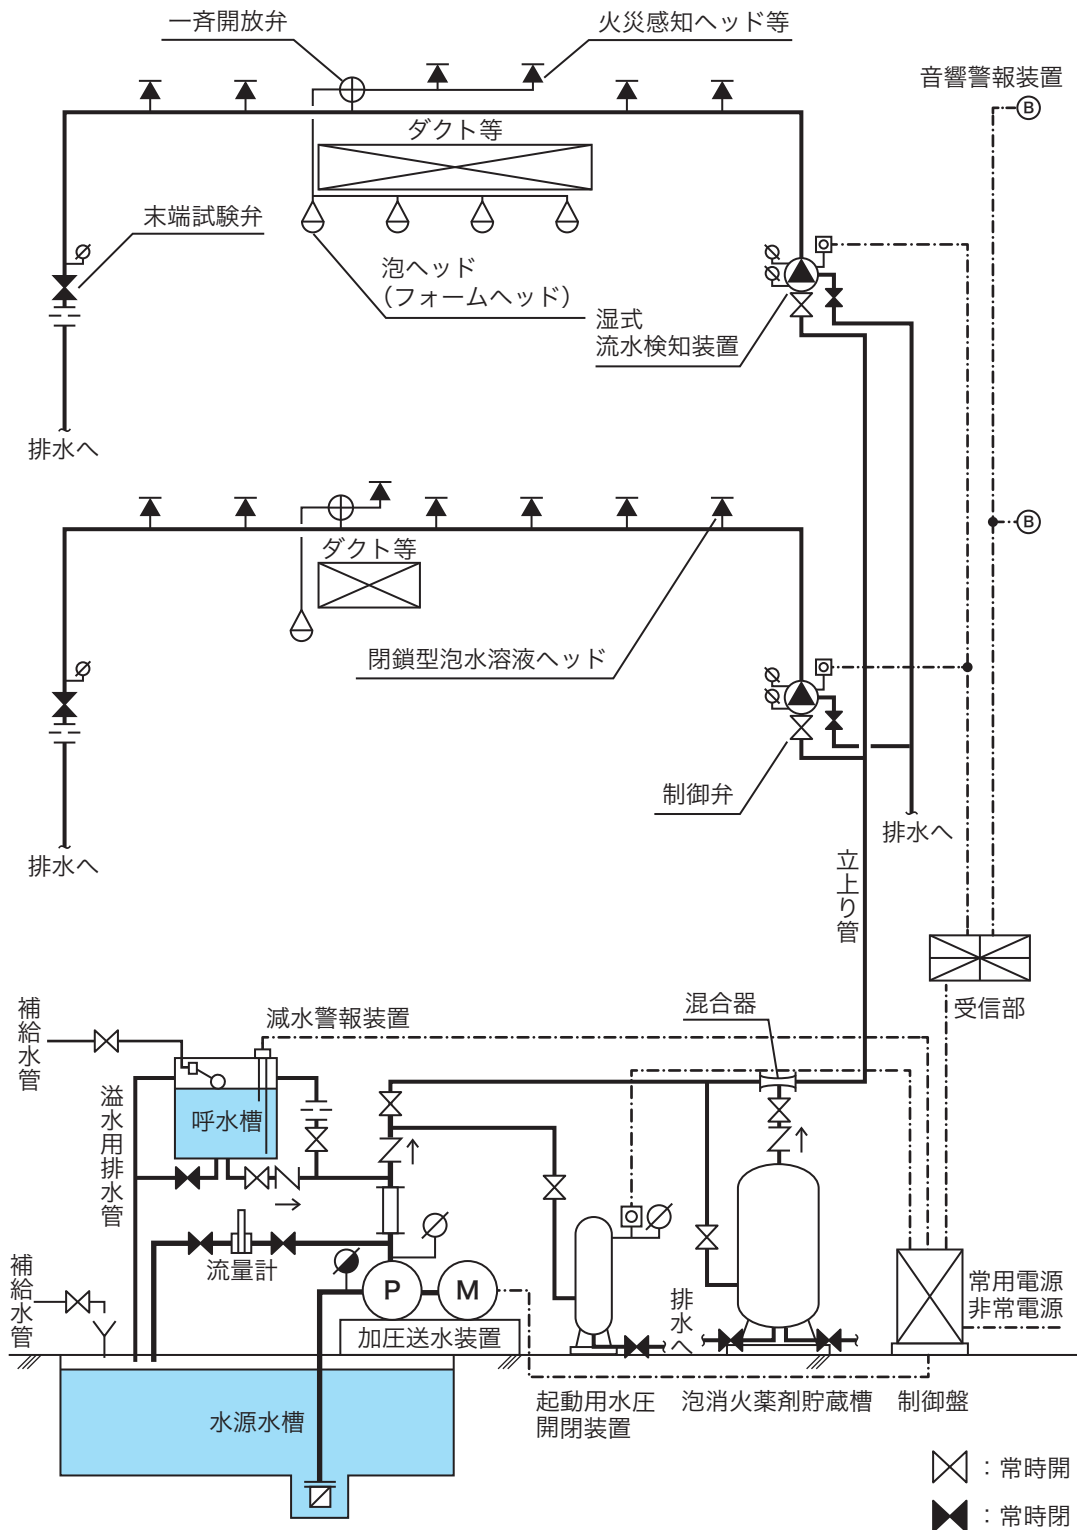 一斉開放弁
火災感知ヘッド等
音響警報装置
B
ダクト等
末端試験弁
泡ヘッド
（フォームヘッド）
湿式
流水検知装置
排水へ
B
ダクト等
閉鎖型泡水溶液ヘッド
制御弁
排水へ
排水へ
立上り管
受信部
混合器
減水警報装置
補給水管
溢水用排水管
呼水槽
流量計
補給水管
P
M
加圧送水装置
排水へ
常用電源
非常電源
水源水槽
起動用水圧
開閉装置
泡消火薬剤貯蔵槽
制御盤
：常時開
：常時閉